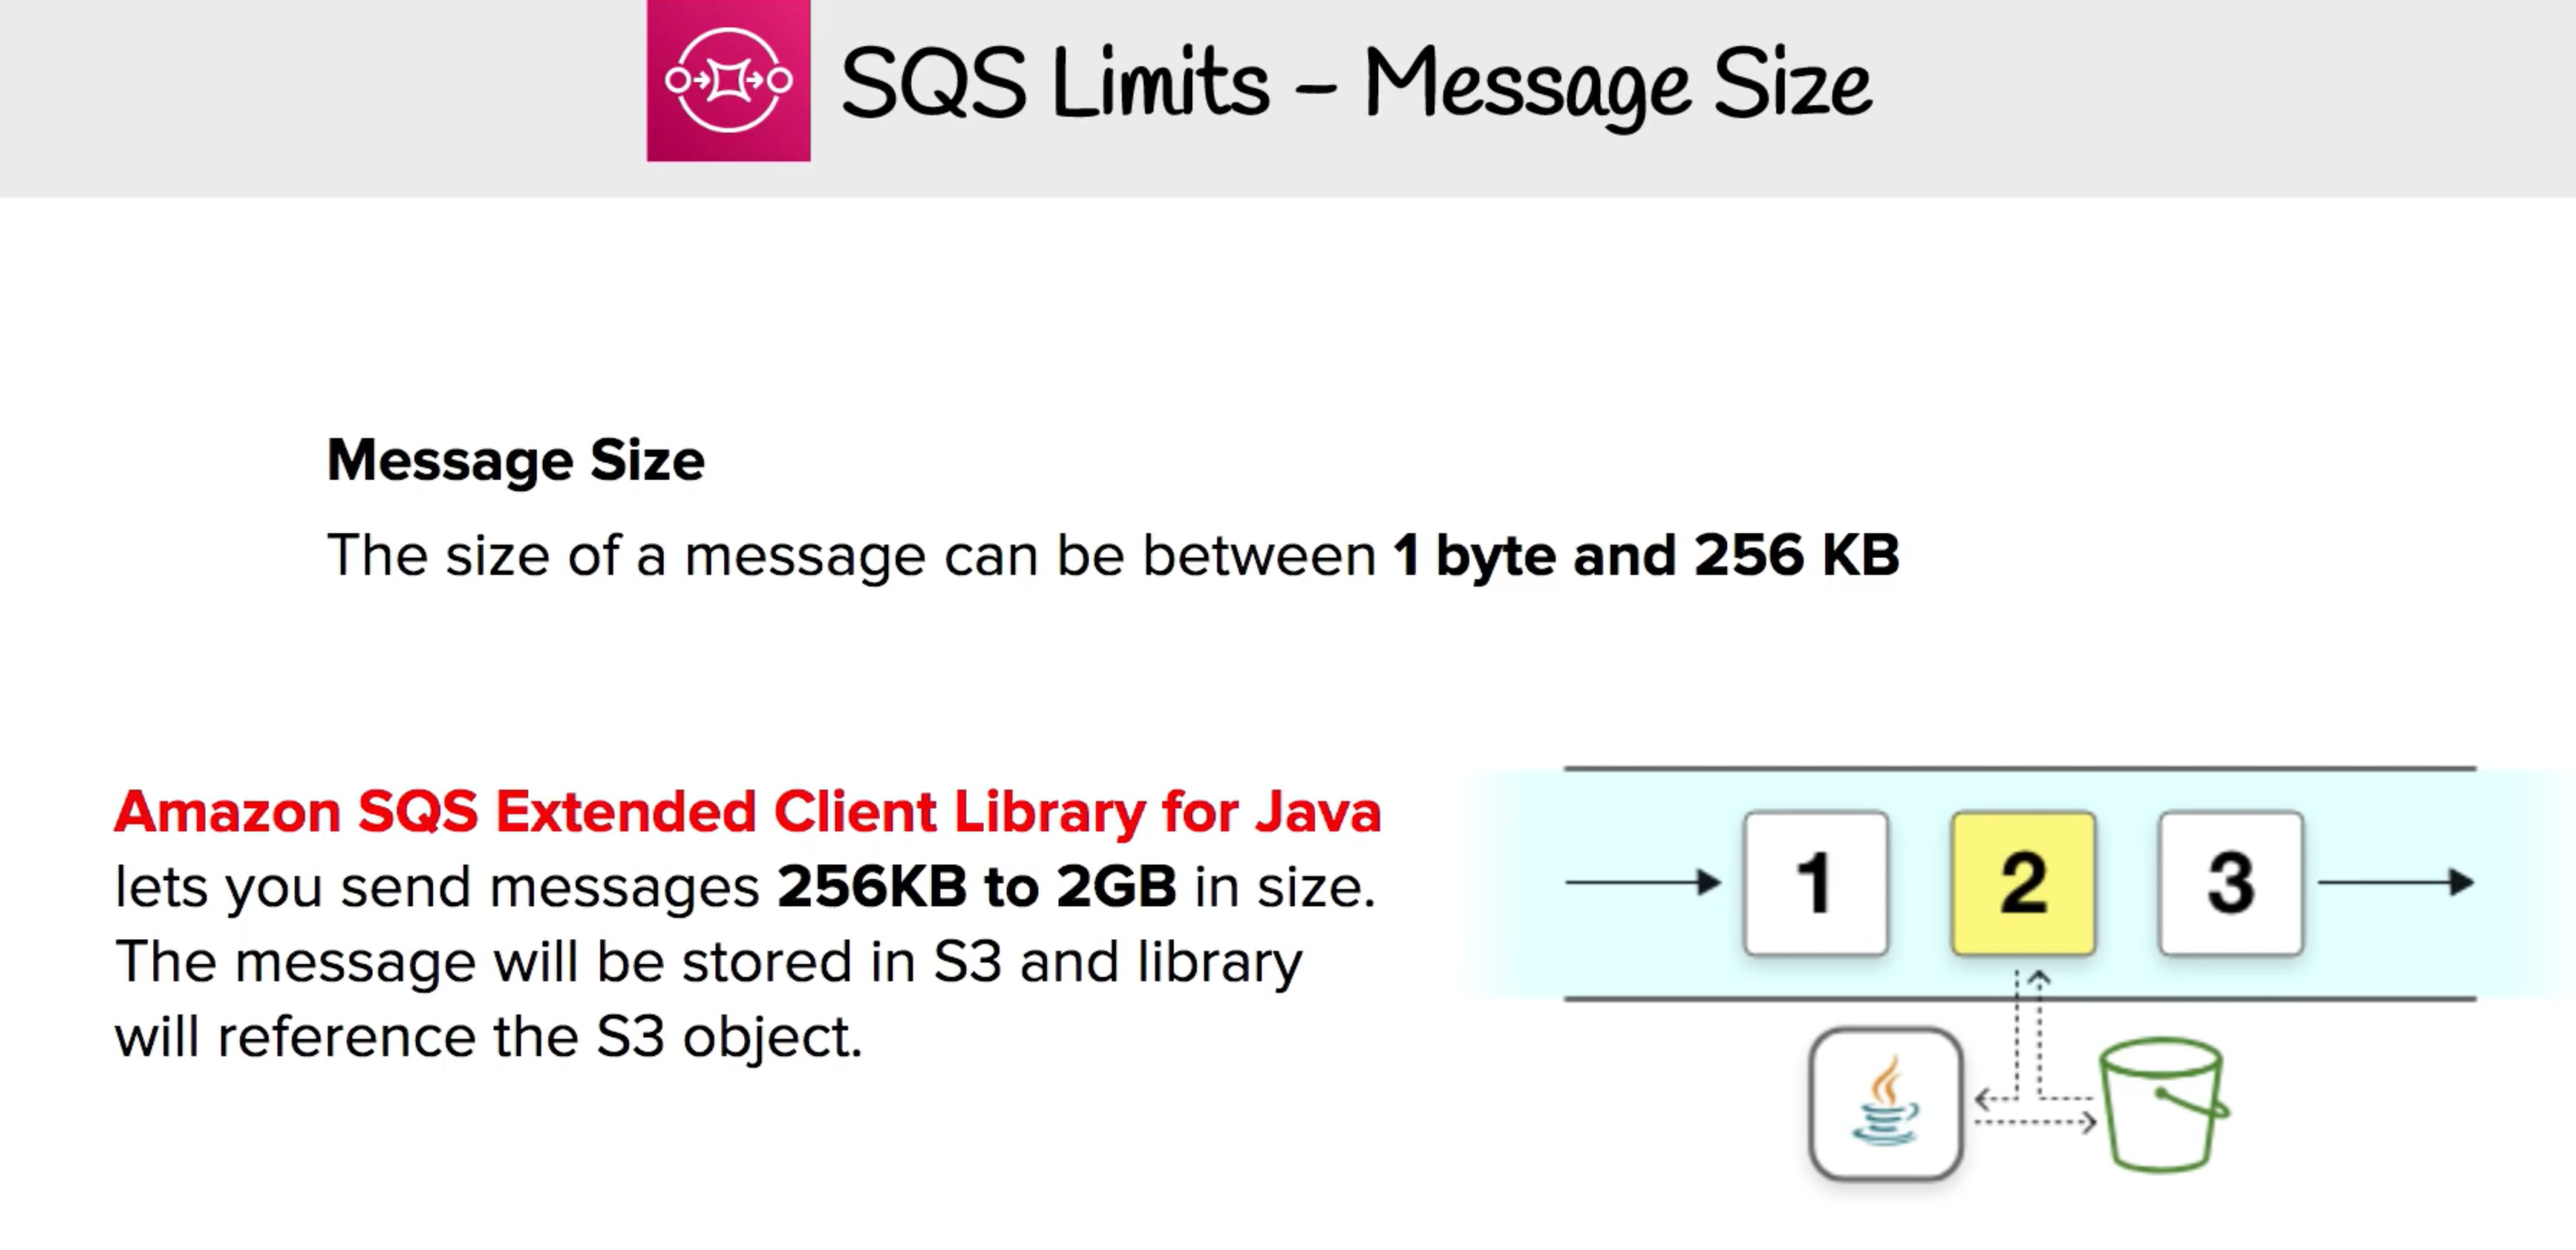 SQS Limits – Message Size
Message Size
The size of a message can be between 1 byte and 256 KB
Amazon SQS Extended Client Library for Java
lets you send messages 256KB to 2GB in size.
The message will be stored in S3 and library
will reference the S3 object.
1 2 3